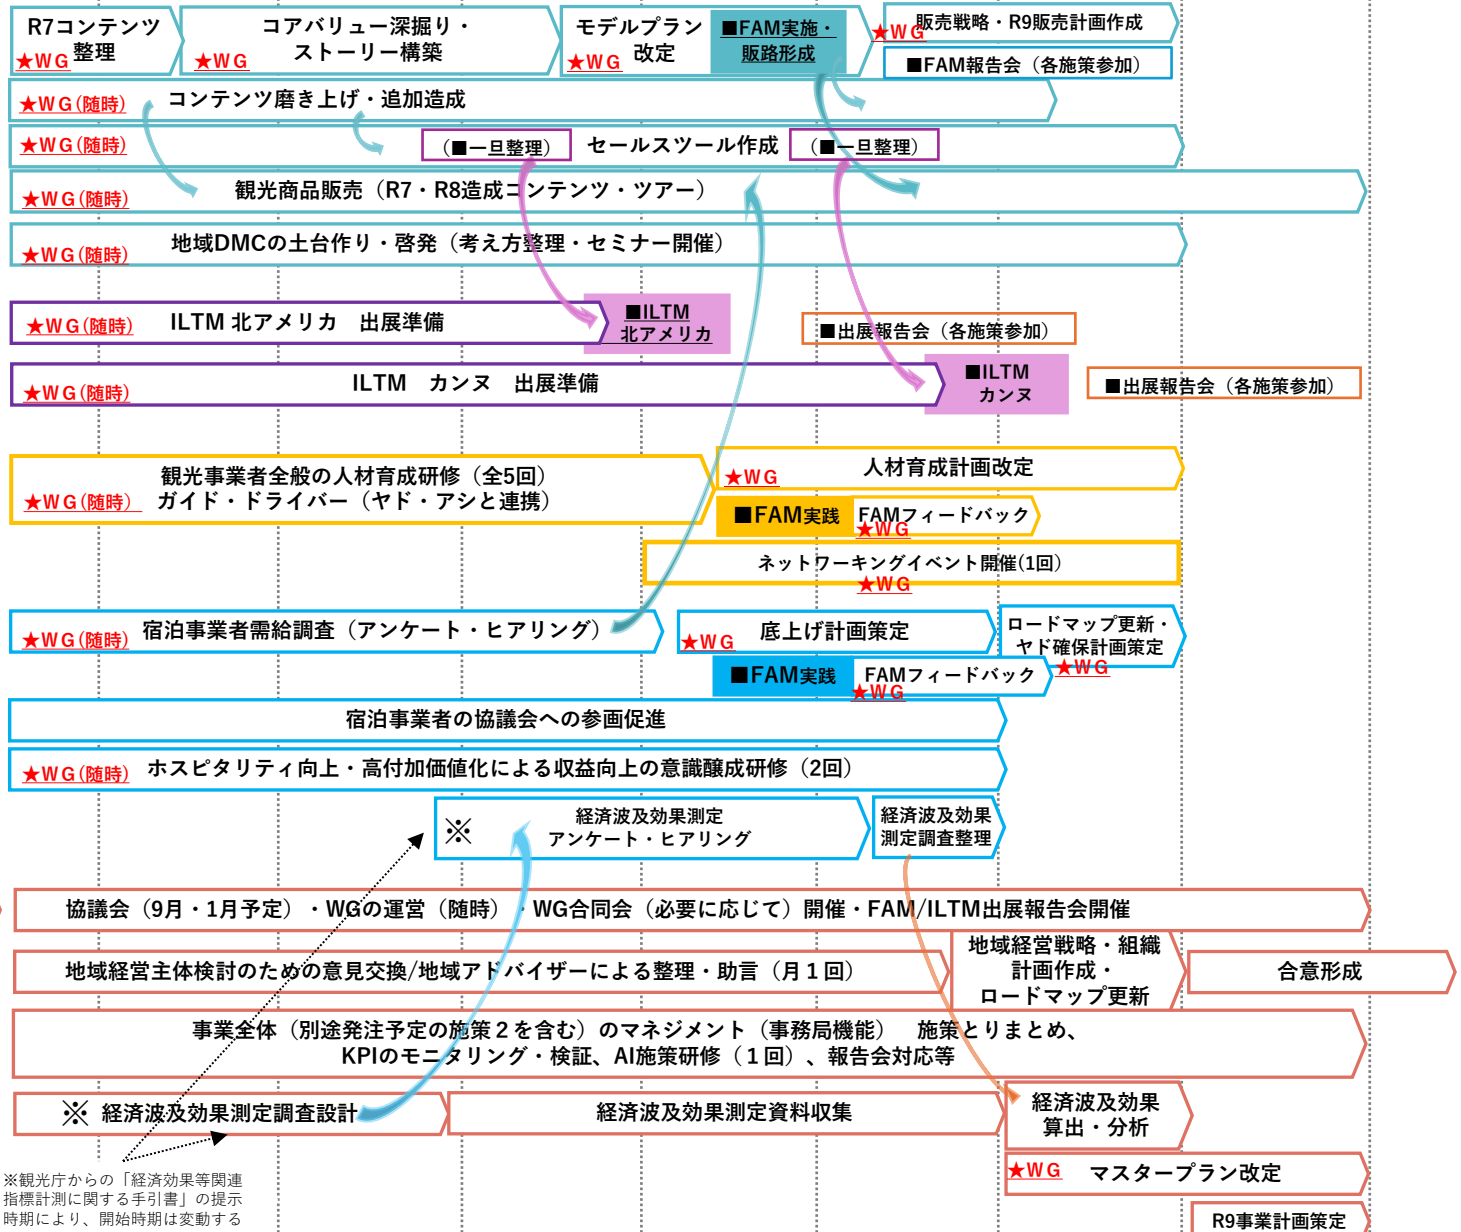 R7コンテンツ
整理
★WG
コアバリュー深掘り・
ストーリー構築
★WG
モデルプラン
改定
★WG
■FAM実施・
販路形成
★WG
販売戦略・R9販売計画作成
■FAM報告会（各施策参加）
★WG(随時)
コンテンツ磨き上げ・追加造成
★WG(随時)
（■一旦整理）
セールスツール作成
（■一旦整理）
★WG(随時)
観光商品販売（R7・R8造成コンテンツ・ツアー）
★WG(随時)
地域DMCの土台作り・啓発（考え方整理・セミナー開催）
★WG(随時)
ILTM 北アメリカ　出展準備
■ILTM
北アメリカ
■出展報告会（各施策参加）
★WG(随時)
ILTM　カンヌ　出展準備
■ILTM
カンヌ
■出展報告会（各施策参加）
観光事業者全般の人材育成研修（全5回）
★WG(随時)
ガイド・ドライバー（ヤド・アシと連携）
★WG
人材育成計画改定
■FAM実践
FAMフィードバック
★WG
ネットワーキングイベント開催(1回)
★WG
★WG(随時)
宿泊事業者需給調査（アンケート・ヒアリング）
★WG
底上げ計画策定
ロードマップ更新・
ヤド確保計画策定
★WG
■FAM実践
FAMフィードバック
★WG
宿泊事業者の協議会への参画促進
★WG(随時)
ホスピタリティ向上・高付加価値化による収益向上の意識醸成研修（2回）
※
経済波及効果測定
アンケート・ヒアリング
経済波及効果
測定調査整理
協議会（9月・1月予定）・WGの運営（随時）・WG合同会（必要に応じて）開催・FAM/ILTM出展報告会開催
地域経営主体検討のための意見交換/地域アドバイザーによる整理・助言（月１回）
地域経営戦略・組織
計画作成・
ロードマップ更新
合意形成
事業全体（別途発注予定の施策２を含む）のマネジメント（事務局機能）　施策とりまとめ、
KPIのモニタリング・検証、AI施策研修（１回）、報告会対応等
※ 経済波及効果測定調査設計
経済波及効果測定資料収集
経済波及効果
算出・分析
★WG
マスタープラン改定
※観光庁からの「経済効果等関連
指標計測に関する手引書」の提示
時期により、開始時期は変動する
R9事業計画策定